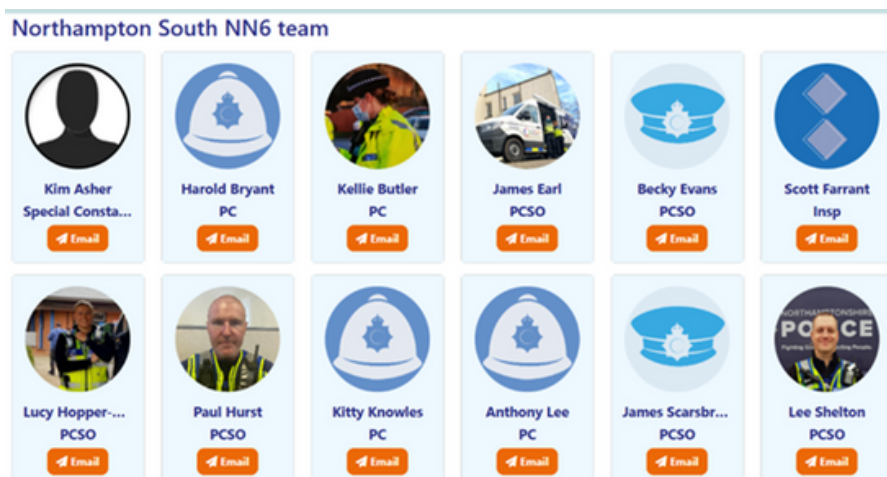 Northampton South NN6 team
Kim Asher
Special Consta...
Email
Harold Bryant
PC
Email
Kellie Butler
PC
Email
James Earl
PCSO
Email
Becky Evans
PCSO
Email
Scott Farrant
Insp
Email
Lucy Hopper-...
PCSO
Email
Paul Hurst
PCSO
Email
Kitty Knowles
PC
Email
Anthony Lee
PC
Email
James Scarsbr...
PCSO
Email
NORTHAMPTONSHIRE
POLICE
Lee Shelton
PCSO
Email